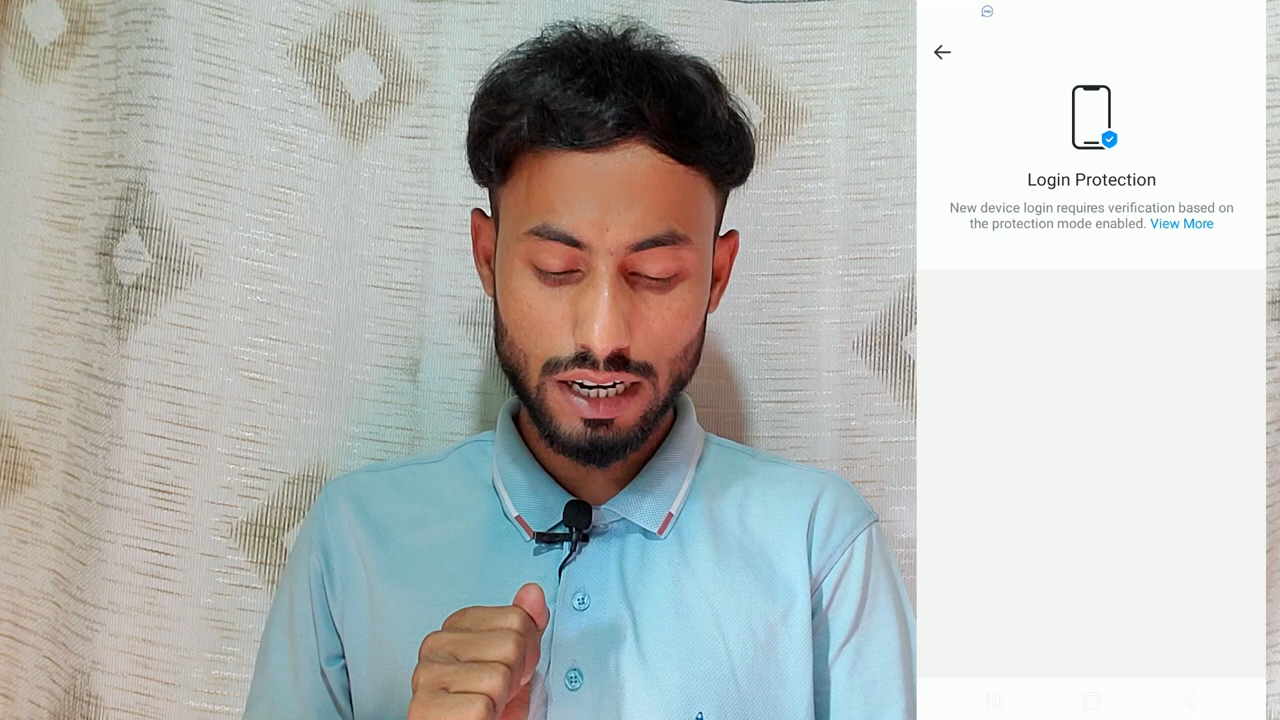 Login Protection
New device login requires verification based on
the protection mode enabled. View More